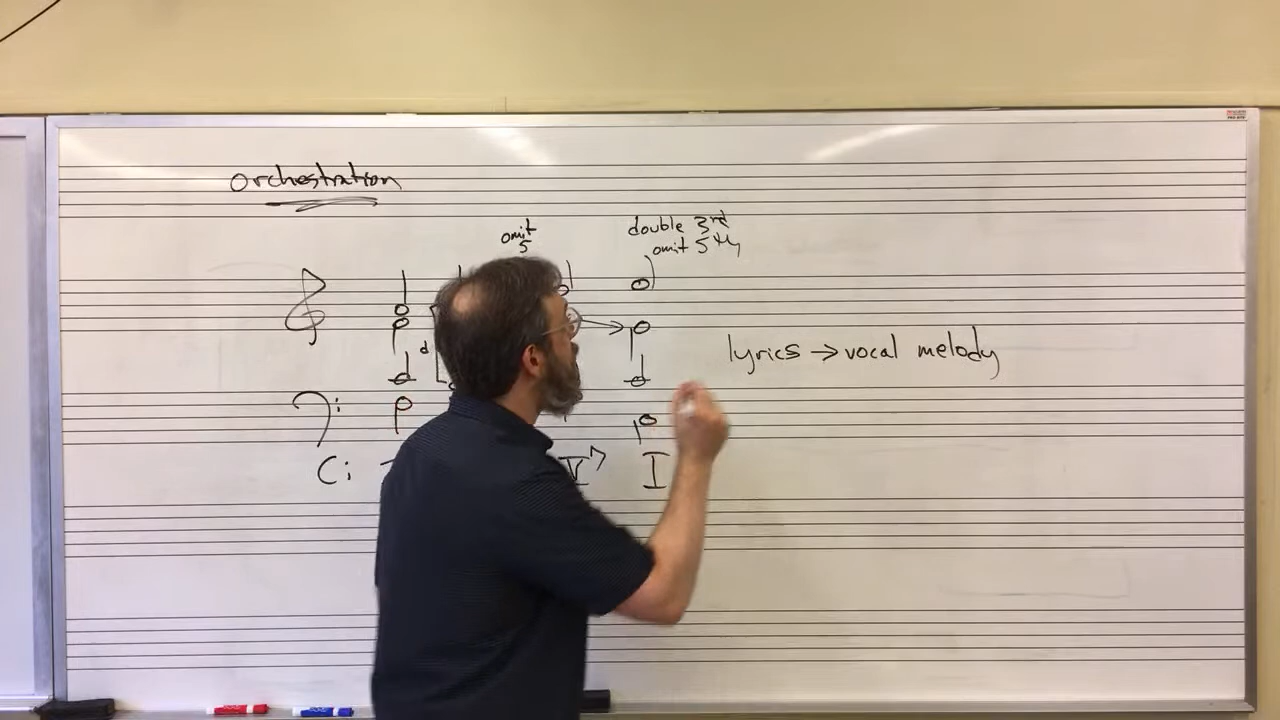 orchestration
omit
5
double 3rd
omit 5th
d
lyrics → vocal melody
C: V7 I